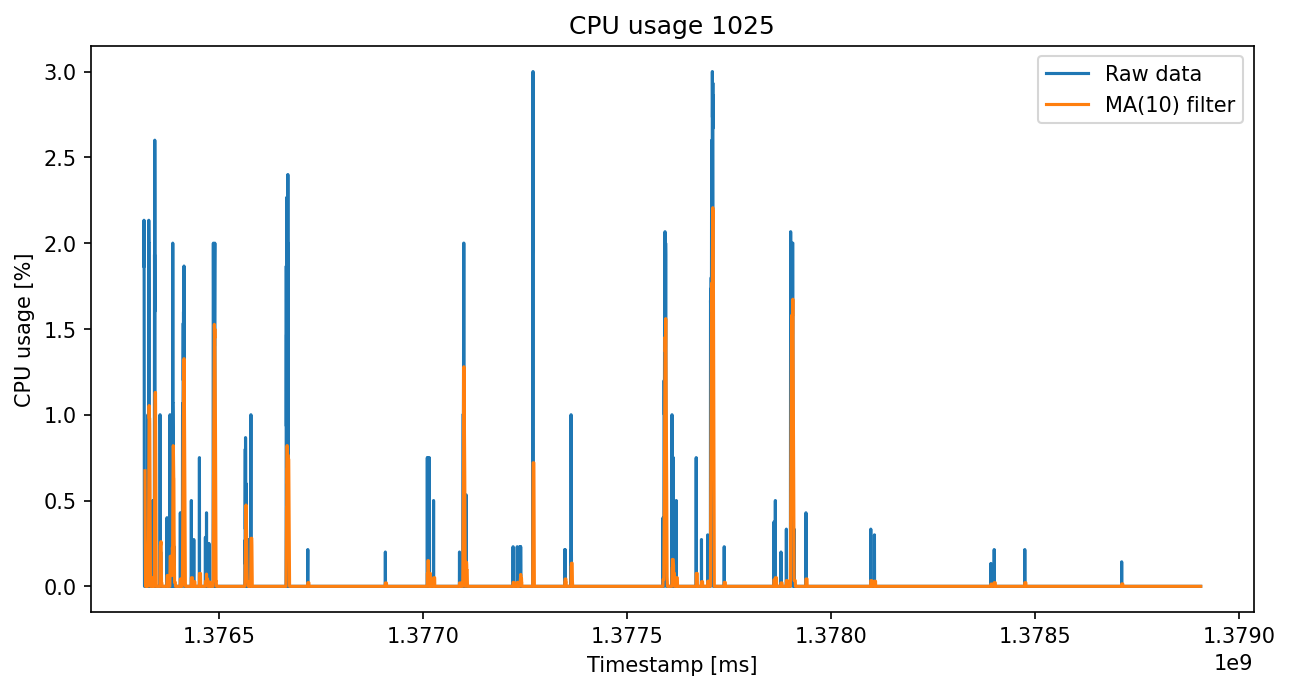 CPU usage 1025
Raw data
MA(10) filter
CPU usage [%]
3.0
2.5
2.0
1.5
1.0
0.5
0.0
1.3765 1.3770 1.3775 1.3780 1.3785 1.3790
1e9
Timestamp [ms]